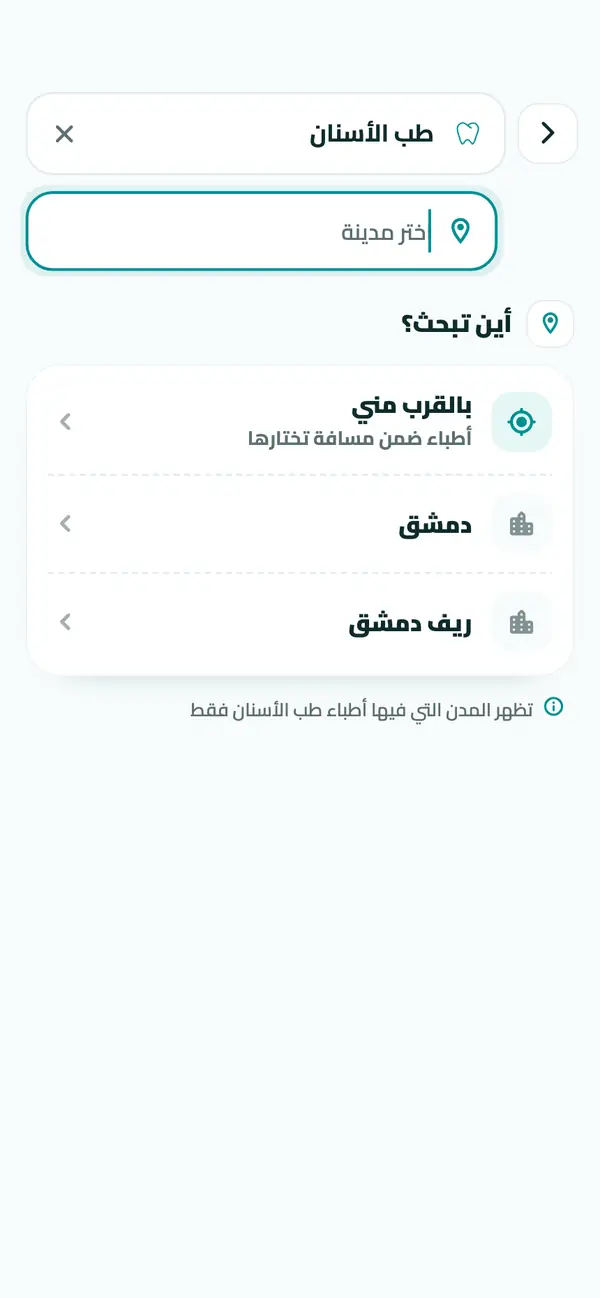 طب الأسنان
ختر مدينة
أين تبحث؟
بالقرب مني
أطباء ضمن مسافة تختارها
دمشق
ريف دمشق
تظهر المدن التي فيها أطباء طب الأسنان فقط